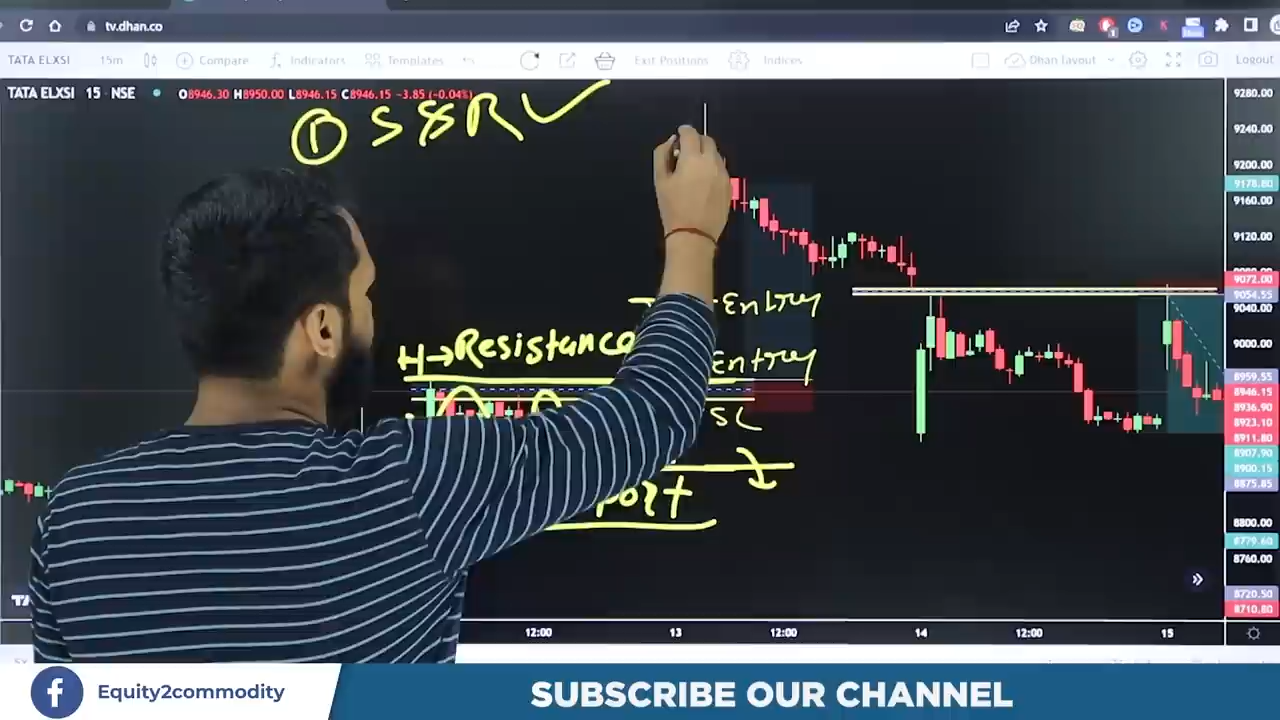 tv.dhan.co
TATA ELXSI 15m Compare Indicators Templates Exit Positions Indices Dhan layout Logout
TATA ELXSI 15 NSE O8946.30 H8950.00 L8946.15 C8946.15 −3.85 (−0.04%)
9280.00
① S&R ✓
9240.00
9200.00
9178.80
9160.00
9120.00
9072.00
9054.55
Entry
9040.00
H→Resistance
9000.00
Entry
8959.55
8946.15
8936.90
SL
8923.10
8911.80
8907.90
8900.15
8875.85
port
8800.00
8779.60
8760.00
8720.50
8710.80
12:00 13 12:00 14 12:00 15
Equity2commodity
SUBSCRIBE OUR CHANNEL